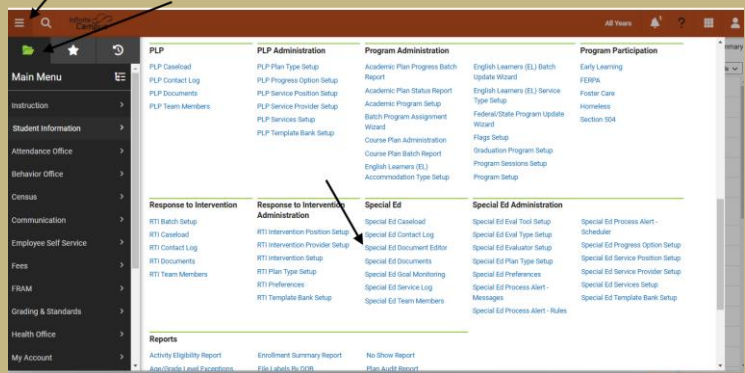 Infinite
Campus
All Years
1
?
Main Menu
Instruction
Student Information
Attendance Office
Behavior Office
Census
Communication
Employee Self Service
Fees
FRAM
Grading & Standards
Health Office
My Account
PLP
PLP Caseload
PLP Contact Log
PLP Documents
PLP Team Members
PLP Administration
PLP Plan Type Setup
PLP Progress Option Setup
PLP Service Position Setup
PLP Service Provider Setup
PLP Services Setup
PLP Template Bank Setup
Program Administration
Academic Plan Progress Batch
Report
Academic Plan Status Report
Academic Program Setup
Batch Program Assignment
Wizard
Course Plan Administration
Course Plan Batch Report
English Learners (EL)
Accommodation Type Setup
English Learners (EL) Batch
Update Wizard
English Learners (EL) Service
Type Setup
Federal/State Program Update
Wizard
Flags Setup
Graduation Program Setup
Program Sessions Setup
Program Setup
Program Participation
Early Learning
FERPA
Foster Care
Homeless
Section 504
Response to Intervention
RTI Batch Setup
RTI Caseload
RTI Contact Log
RTI Documents
RTI Team Members
Response to Intervention
Administration
RTI Intervention Position Setup
RTI Intervention Provider Setup
RTI Intervention Setup
RTI Plan Type Setup
RTI Preferences
RTI Template Bank Setup
Special Ed
Special Ed Caseload
Special Ed Contact Log
Special Ed Document Editor
Special Ed Documents
Special Ed Goal Monitoring
Special Ed Service Log
Special Ed Team Members
Special Ed Administration
Special Ed Eval Tool Setup
Special Ed Eval Type Setup
Special Ed Evaluator Setup
Special Ed Plan Type Setup
Special Ed Preferences
Special Ed Process Alert -
Messages
Special Ed Process Alert - Rules
Special Ed Process Alert -
Scheduler
Special Ed Progress Option Setup
Special Ed Service Position Setup
Special Ed Service Provider Setup
Special Ed Services Setup
Special Ed Template Bank Setup
Reports
Activity Eligibility Report
Age/Grade Level Exceptions
Enrollment Summary Report
File Labels By DOB
No Show Report
Plan Audit Report